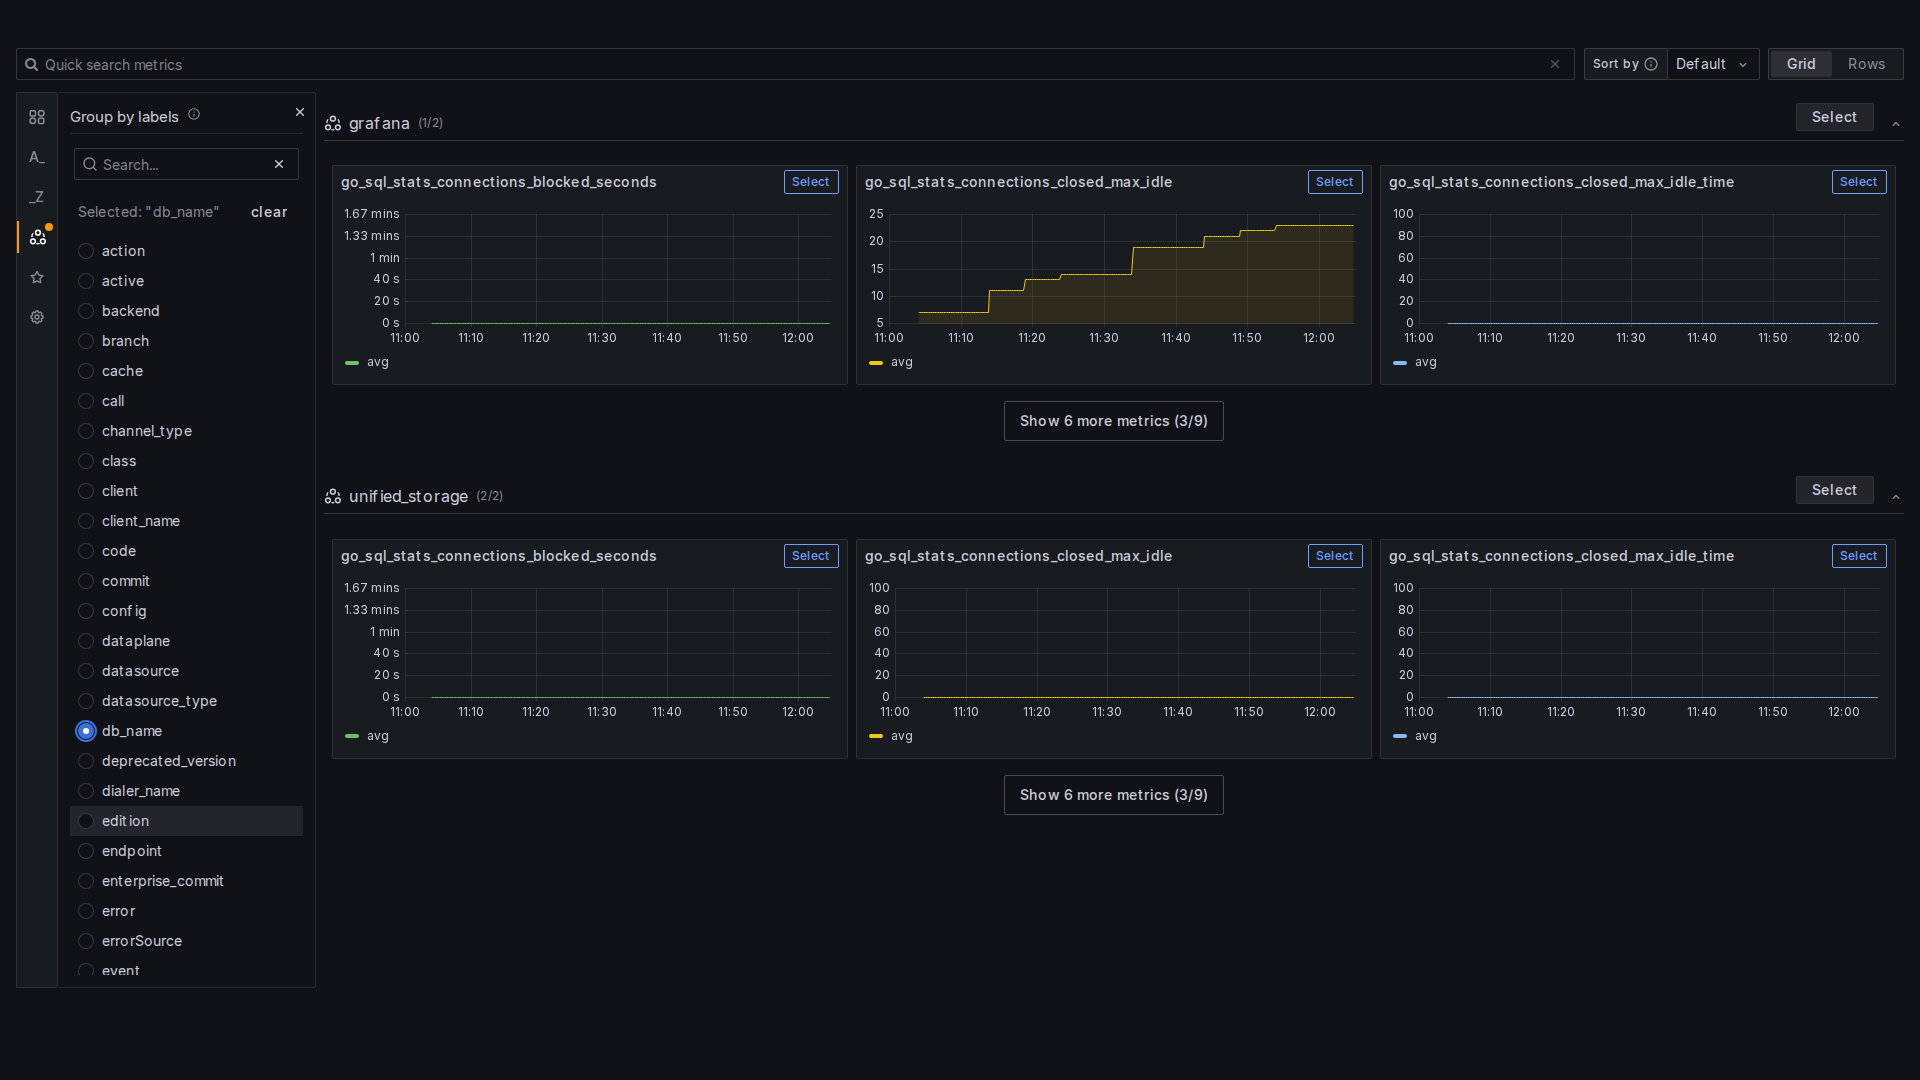 Quick search metrics
Sort by
Default
Grid
Rows
Group by labels
Search...
Selected: "db_name"
clear
action
active
backend
branch
cache
call
channel_type
class
client
client_name
code
commit
config
dataplane
datasource
datasource_type
db_name
deprecated_version
dialer_name
edition
endpoint
enterprise_commit
error
errorSource
event
A_
_Z
grafana (1/2)
Select
go_sql_stats_connections_blocked_seconds
Select
1.67 mins
1.33 mins
1 min
40 s
20 s
0 s
11:00 11:10 11:20 11:30 11:40 11:50 12:00
avg
go_sql_stats_connections_closed_max_idle
Select
25
20
15
10
5
11:00 11:10 11:20 11:30 11:40 11:50 12:00
avg
go_sql_stats_connections_closed_max_idle_time
Select
100
80
60
40
20
0
11:00 11:10 11:20 11:30 11:40 11:50 12:00
avg
Show 6 more metrics (3/9)
unified_storage (2/2)
Select
go_sql_stats_connections_blocked_seconds
Select
1.67 mins
1.33 mins
1 min
40 s
20 s
0 s
11:00 11:10 11:20 11:30 11:40 11:50 12:00
avg
go_sql_stats_connections_closed_max_idle
Select
100
80
60
40
20
0
11:00 11:10 11:20 11:30 11:40 11:50 12:00
avg
go_sql_stats_connections_closed_max_idle_time
Select
100
80
60
40
20
0
11:00 11:10 11:20 11:30 11:40 11:50 12:00
avg
Show 6 more metrics (3/9)